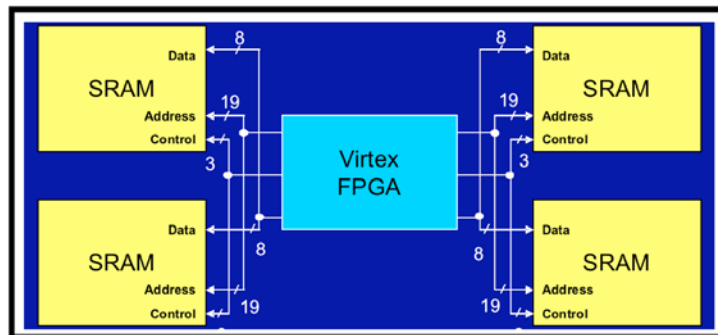 8
8
Data
Data
SRAM
SRAM
19
19
Address
Address
Control
Control
3
3
Virtex
FPGA
Data
Data
8
8
SRAM
SRAM
Address
Address
19
19
Control
Control